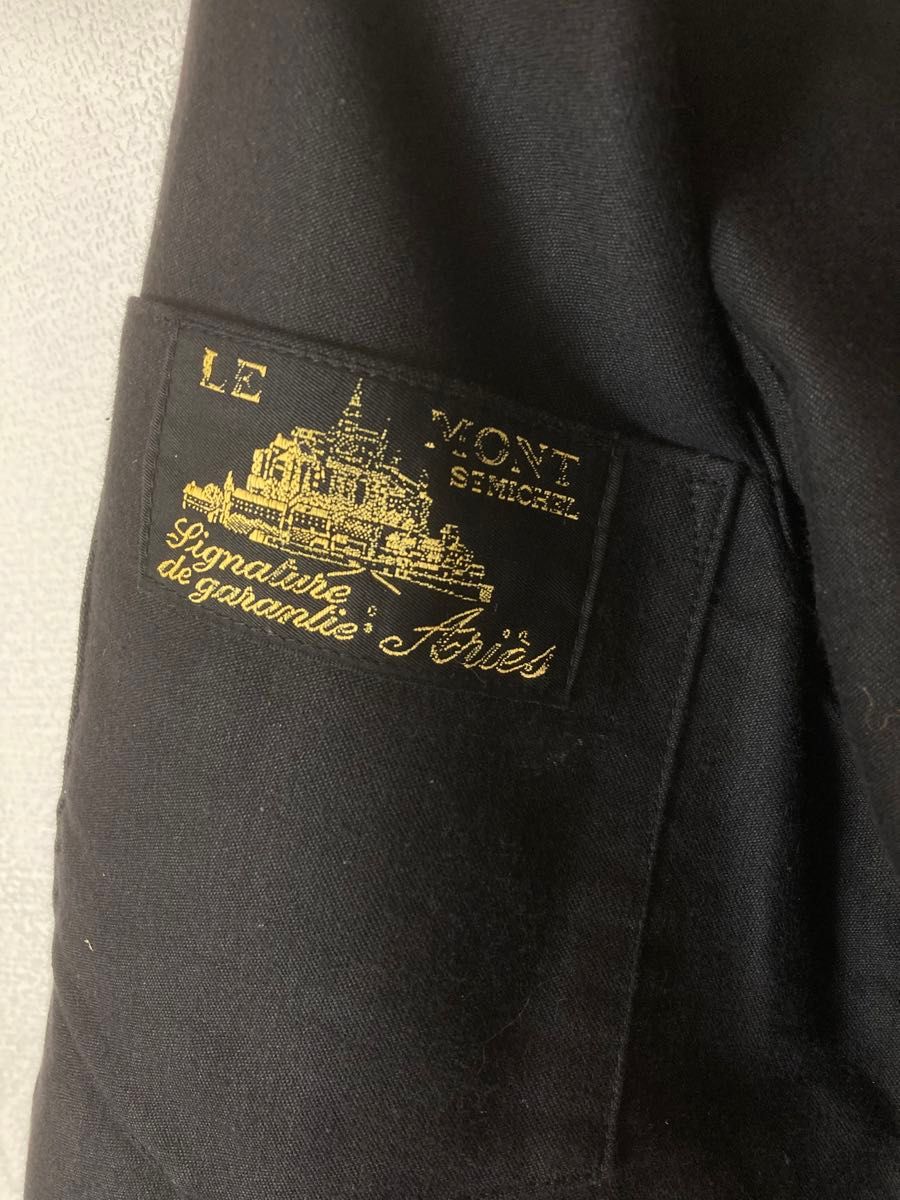 LE MONT
ST MICHEL
Signature
de garantie: Ariès